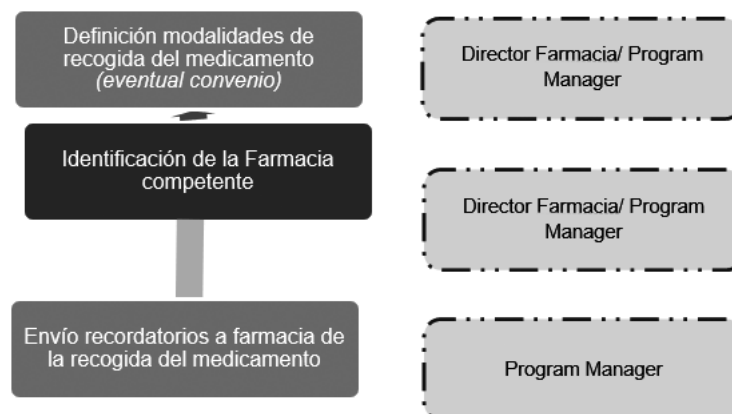 Definición modalidades de
recogida del medicamento
(eventual convenio)
Director Farmacia/ Program
Manager
Identificación de la Farmacia
competente
Director Farmacia/ Program
Manager
Envío recordatorios a farmacia de
la recogida del medicamento
Program Manager